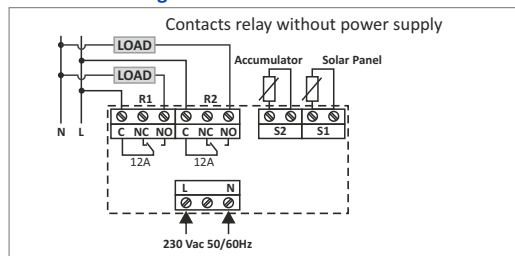 Contacts relay without power supply
LOAD
Accumulator Solar Panel
LOAD
R1 R2
N L
C NC NO C NC NO S2 S1
12A 12A
L N
230 Vac 50/60Hz